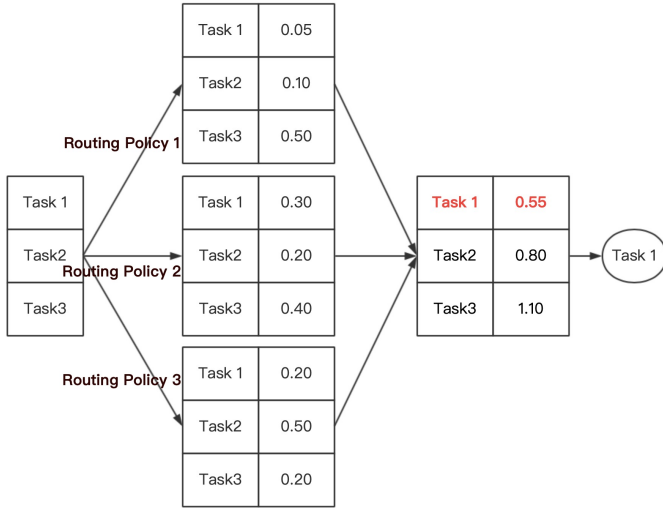 Task 1
Task2
Task3
Routing Policy 1
Task 1 0.05
Task2 0.10
Task3 0.50
Routing Policy 2
Task 1 0.30
Task2 0.20
Task3 0.40
Routing Policy 3
Task 1 0.20
Task2 0.50
Task3 0.20
Task 1 0.55
Task2 0.80
Task3 1.10
Task 1